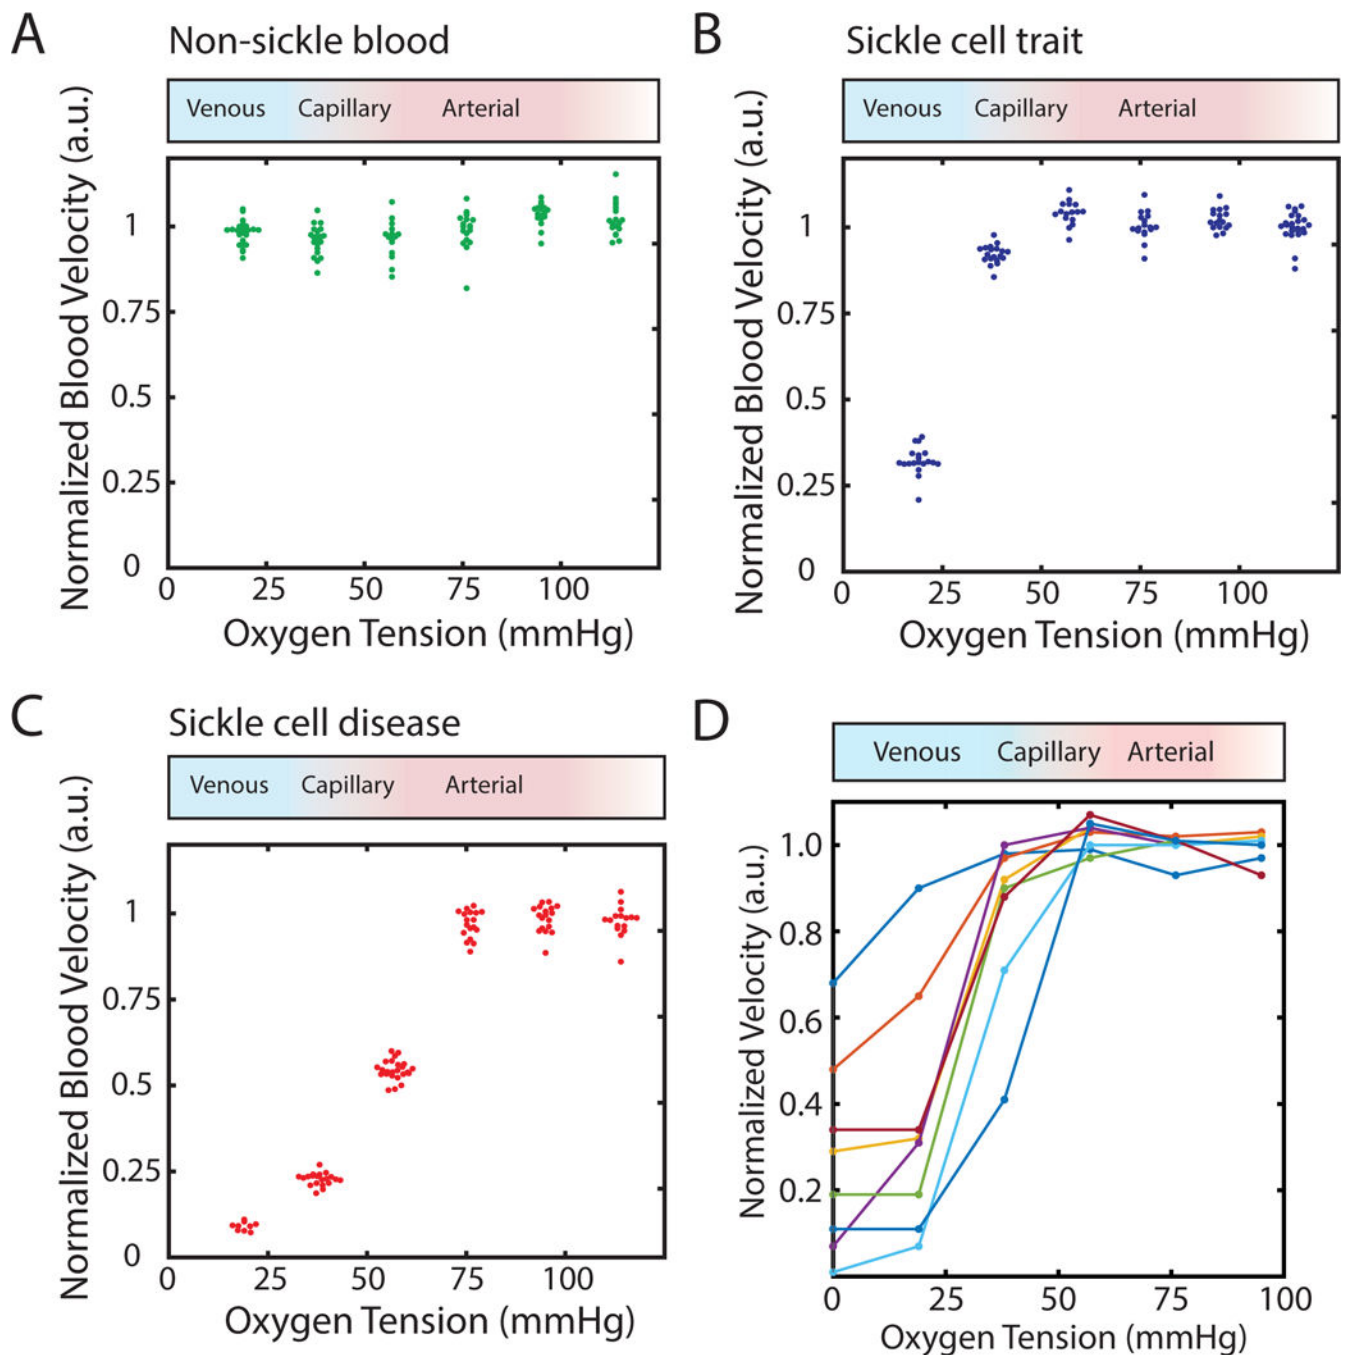 A
Non-sickle blood
Venous Capillary Arterial
Normalized Blood Velocity (a.u.)
1
0.75
0.5
0.25
0
0 25 50 75 100
Oxygen Tension (mmHg)
B
Sickle cell trait
Venous Capillary Arterial
Normalized Blood Velocity (a.u.)
1
0.75
0.5
0.25
0
0 25 50 75 100
Oxygen Tension (mmHg)
C
Sickle cell disease
Venous Capillary Arterial
Normalized Blood Velocity (a.u.)
1
0.75
0.5
0.25
0
0 25 50 75 100
Oxygen Tension (mmHg)
D
Venous Capillary Arterial
Normalized Velocity (a.u.)
1.0
0.8
0.6
0.4
0.2
0 25 50 75 100
Oxygen Tension (mmHg)